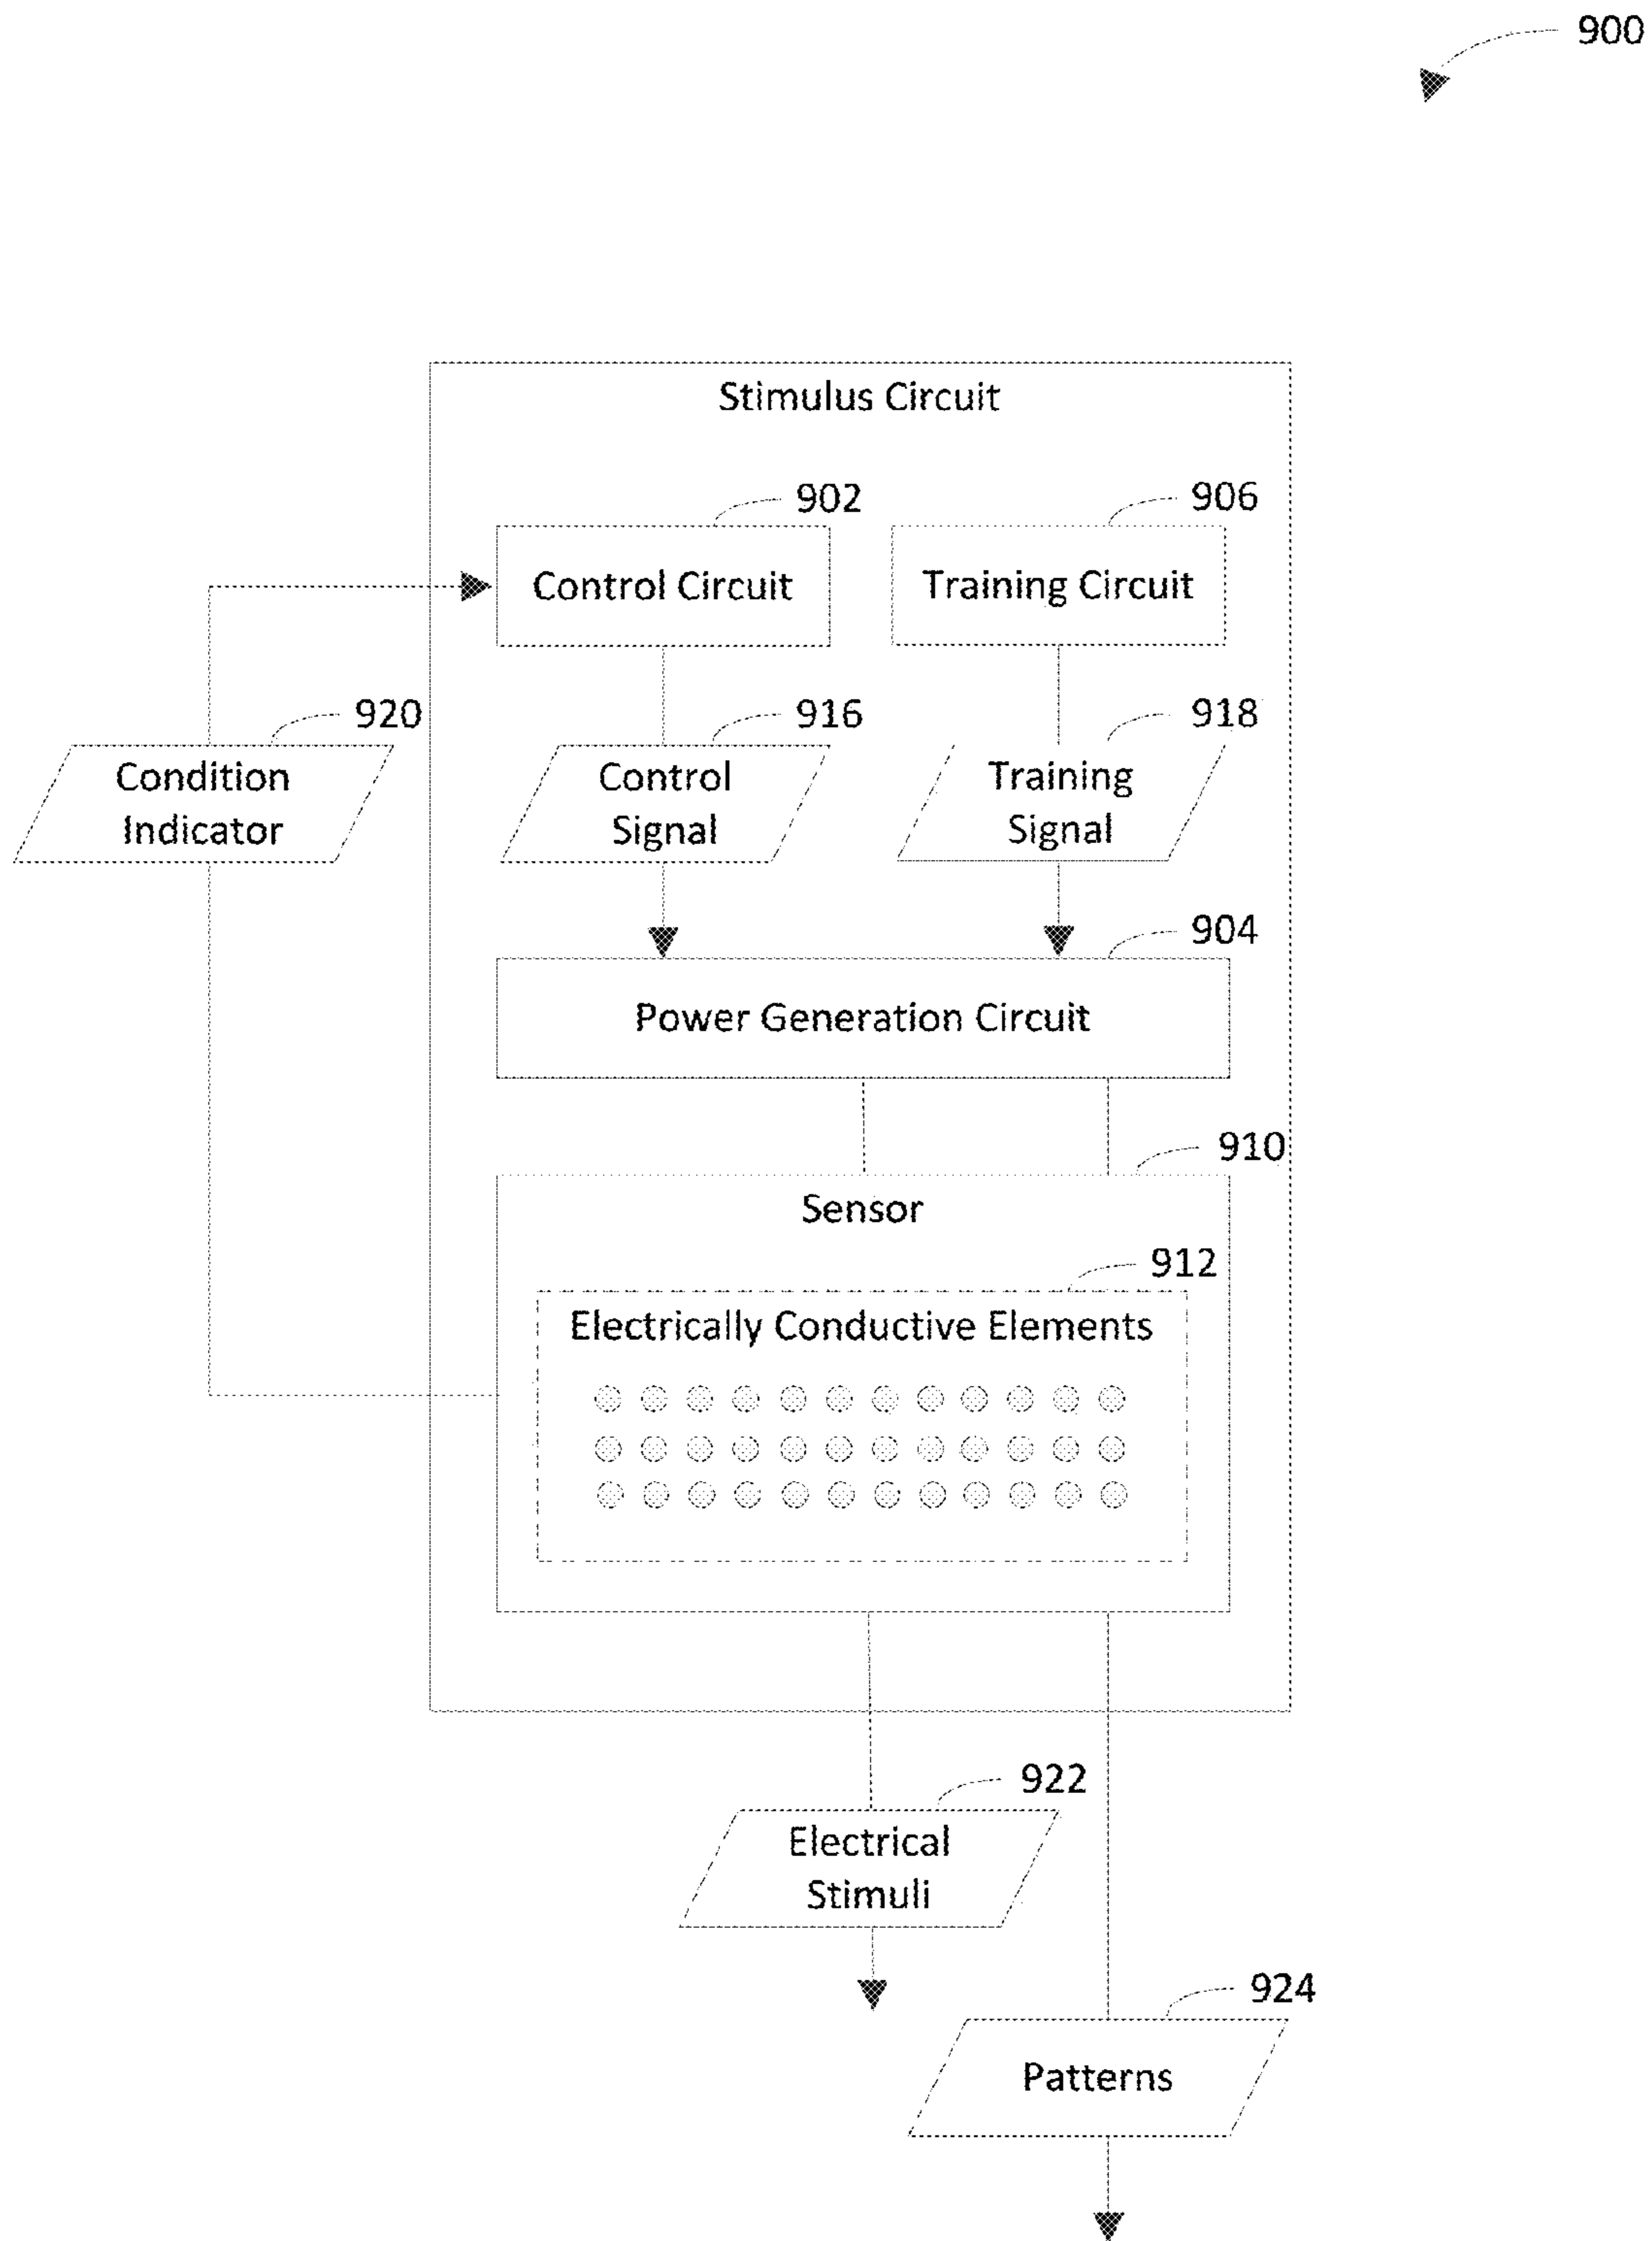 900
Stimulus Circuit
902
906
Control Circuit
Training Circuit
920
916
918
Condition
Indicator
Control
Signal
Training
Signal
904
Power Generation Circuit
910
Sensor
912
Electrically Conductive Elements
922
Electrical
Stimuli
924
Patterns